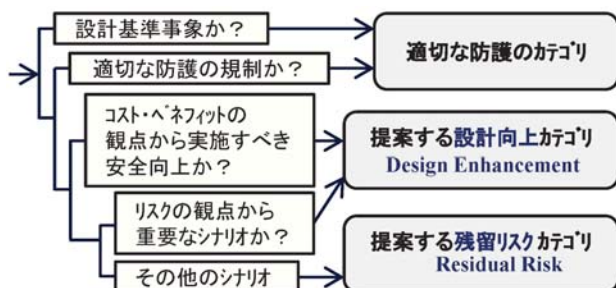 設計基準事象か？
適切な防護の規制か？
コスト・ベネフィットの
観点から実施すべき
安全向上か？
リスクの観点から
重要なシナリオか？
その他のシナリオ
適切な防護のカテゴリ
提案する設計向上カテゴリ
Design Enhancement
提案する残留リスクカテゴリ
Residual Risk